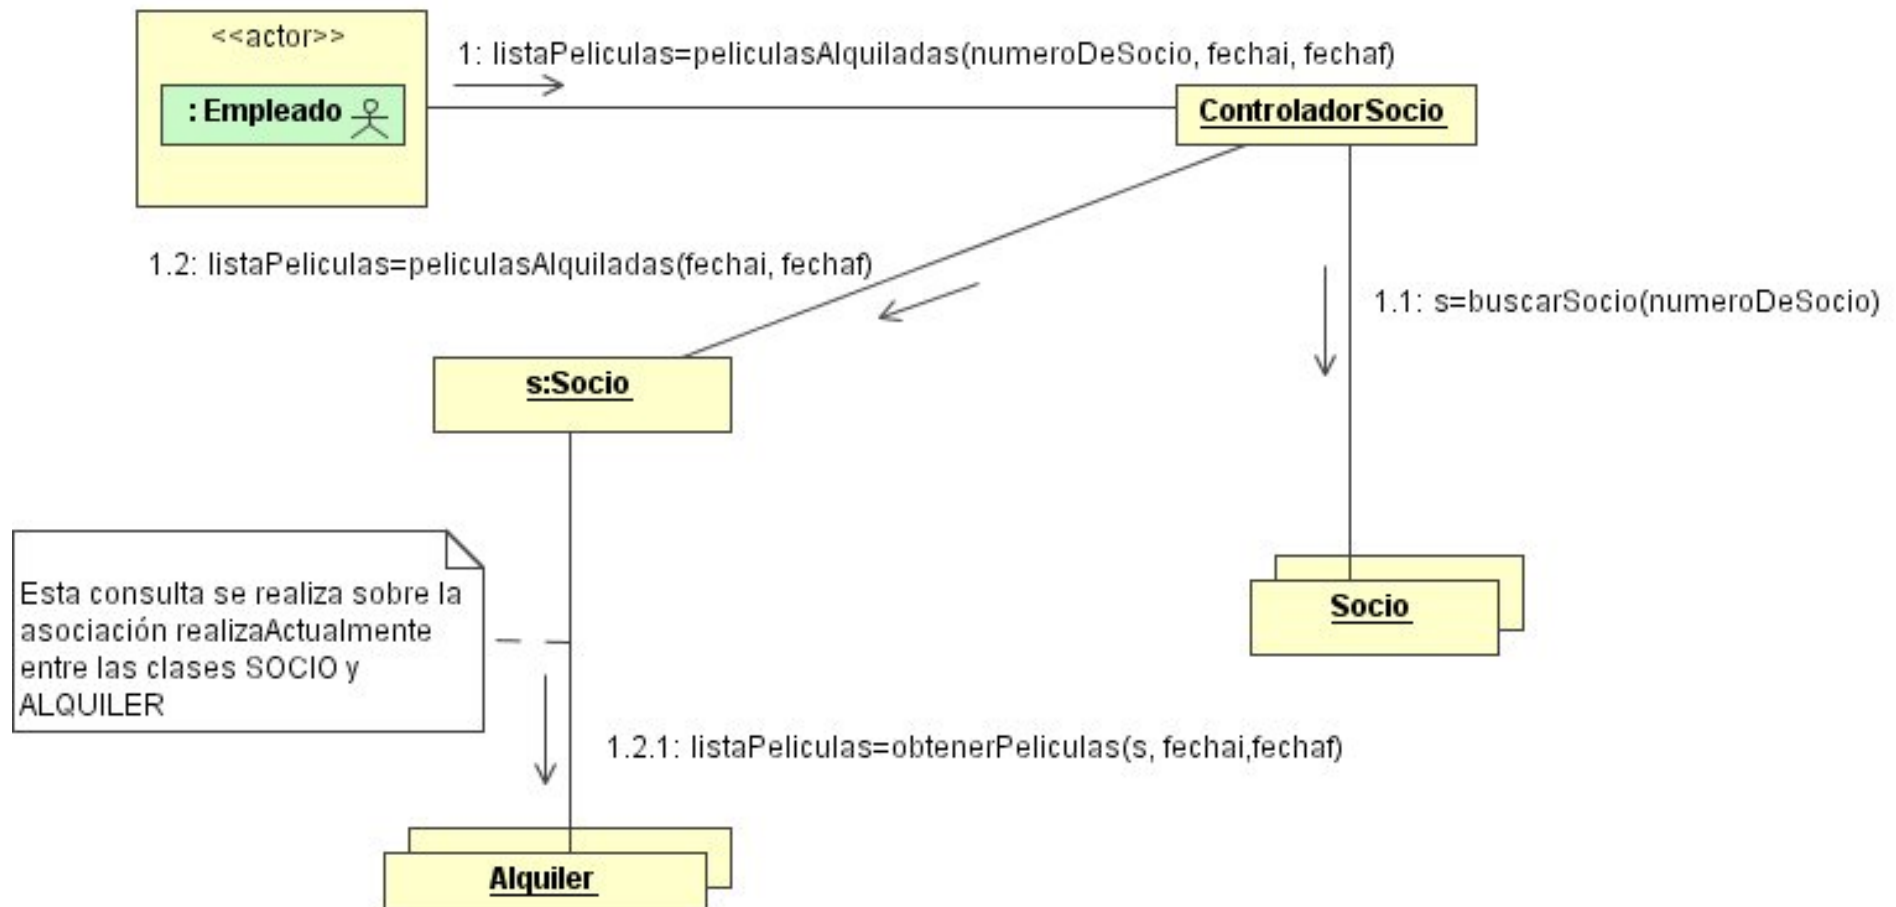 <<actor>>
: Empleado
1: listaPeliculas=peliculasAlquiladas(numeroDeSocio, fechai, fechaf)
ControladorSocio
1.2: listaPeliculas=peliculasAlquiladas(fechai, fechaf)
1.1: s=buscarSocio(numeroDeSocio)
s:Socio
Esta consulta se realiza sobre la
asociación realizaActualmente
entre las clases SOCIO y
ALQUILER
Socio
1.2.1: listaPeliculas=obtenerPeliculas(s, fechai,fechaf)
Alquiler